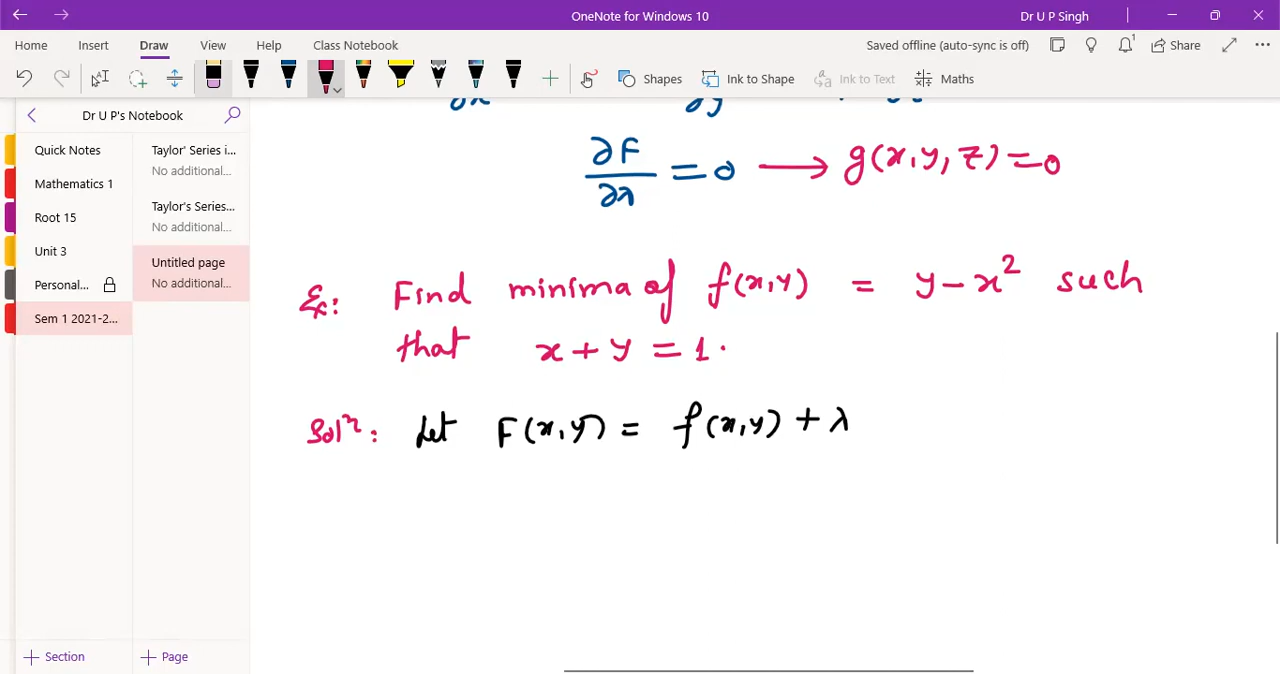 OneNote for Windows 10
Dr U P Singh
Home Insert Draw View Help Class Notebook
Saved offline (auto-sync is off)
1
Share
Shapes
Ink to Shape
Ink to Text
Maths
Dr U P's Notebook
Quick Notes
Mathematics 1
Root 15
Unit 3
Personal...
Sem 1 2021-2...
Taylor' Series i...
No additional...
Taylor's Series...
No additional...
Untitled page
No additional...
∂F/∂λ = 0 ⟶ g(x,y,z)=0
Ex: Find minima of f(x,y) = y-x² such
that x+y=1.
Solⁿ: Let F(x,y) = f(x,y)+λ
+ Section
+ Page